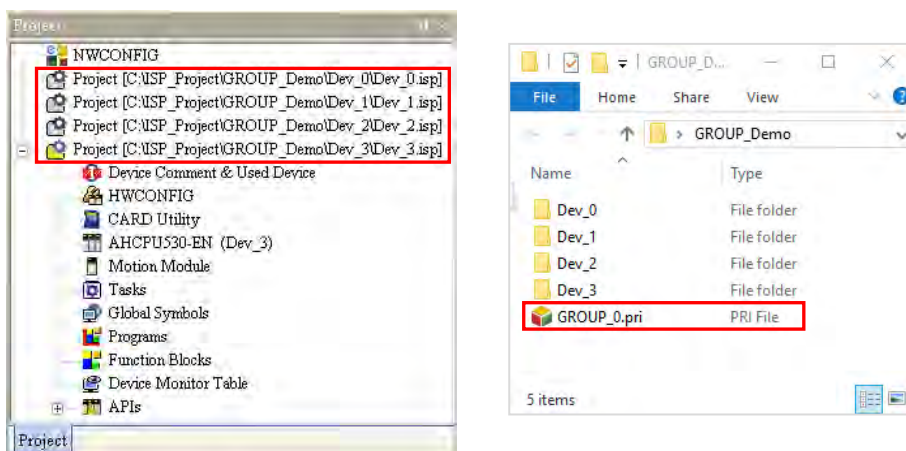 Project
NWCONFIG
Project [C:\ISP_Project\GROUP_Demo\Dev_0\Dev_0.isp]
Project [C:\ISP_Project\GROUP_Demo\Dev_1\Dev_1.isp]
Project [C:\ISP_Project\GROUP_Demo\Dev_2\Dev_2.isp]
Project [C:\ISP_Project\GROUP_Demo\Dev_3\Dev_3.isp]
Device Comment & Used Device
HWCONFIG
CARD Utility
AHCPU530-EN (Dev_3)
Motion Module
Tasks
Global Symbols
Programs
Function Blocks
Device Monitor Table
APIs
Project
GROUP_D...
File Home Share View
GROUP_Demo
Name Type
Dev_0 File folder
Dev_1 File folder
Dev_2 File folder
Dev_3 File folder
GROUP_0.pri PRI File
5 items